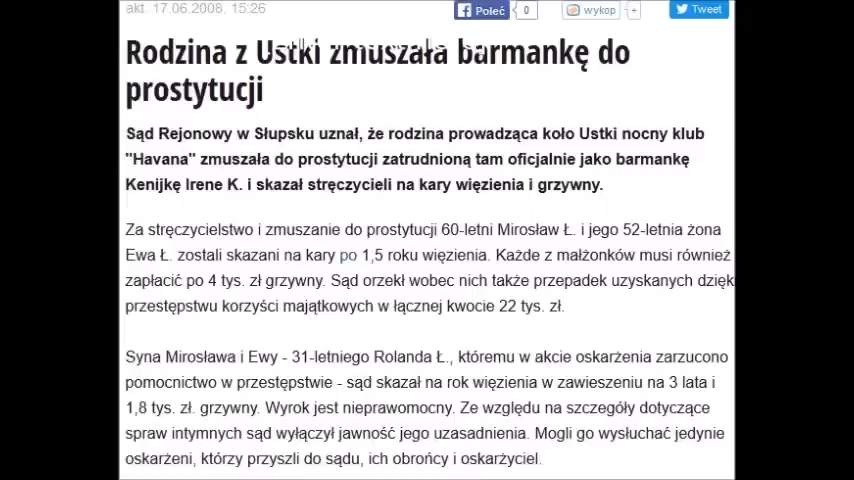 akt. 17.06.2008, 15:26
Poleć 0 wykop + Tweet
Rodzina z Ustki zmuszała barmankę do
prostytucji
Sąd Rejonowy w Słupsku uznał, że rodzina prowadząca koło Ustki nocny klub
"Havana" zmuszała do prostytucji zatrudnioną tam oficjalnie jako barmankę
Kenijkę Irene K. i skazał stręczycieli na kary więzienia i grzywny.
Za stręczycielstwo i zmuszanie do prostytucji 60-letni Mirosław Ł. i jego 52-letnia żona
Ewa Ł. zostali skazani na kary po 1,5 roku więzienia. Każde z małżonków musi również
zapłacić po 4 tys. zł grzywny. Sąd orzekł wobec nich także przepadek uzyskanych dzięk
przestępstwu korzyści majątkowych w łącznej kwocie 22 tys. zł.
Syna Mirosława i Ewy - 31-letniego Rolanda Ł., któremu w akcie oskarżenia zarzucono
pomocnictwo w przestępstwie - sąd skazał na rok więzienia w zawieszeniu na 3 lata i
1,8 tys. zł. grzywny. Wyrok jest nieprawomocny. Ze względu na szczegóły dotyczące
spraw intymnych sąd wyłączył jawność jego uzasadnienia. Mogli go wysłuchać jedynie
oskarżeni, którzy przyszli do sądu, ich obrońcy i oskarżyciel.